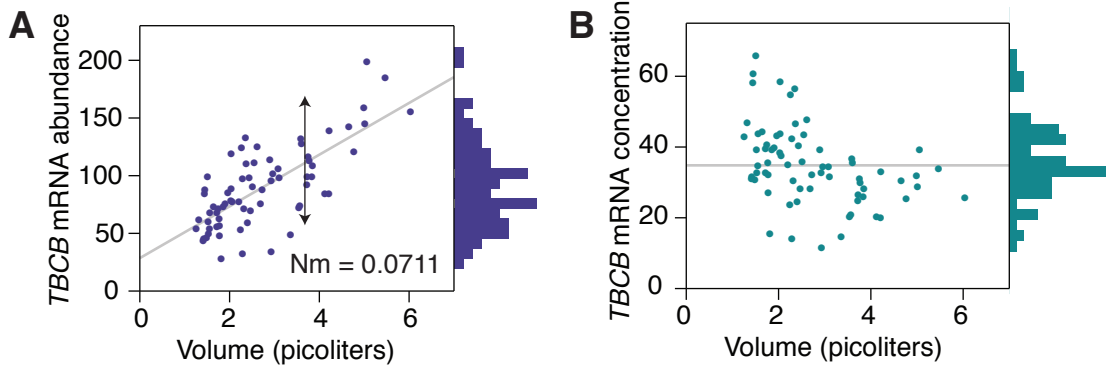 A
TBCB mRNA abundance
200
150
100
50
0
Nm = 0.0711
0 2 4 6
Volume (picoliters)
B
TBCB mRNA concentration
60
40
20
0
0 2 4 6
Volume (picoliters)